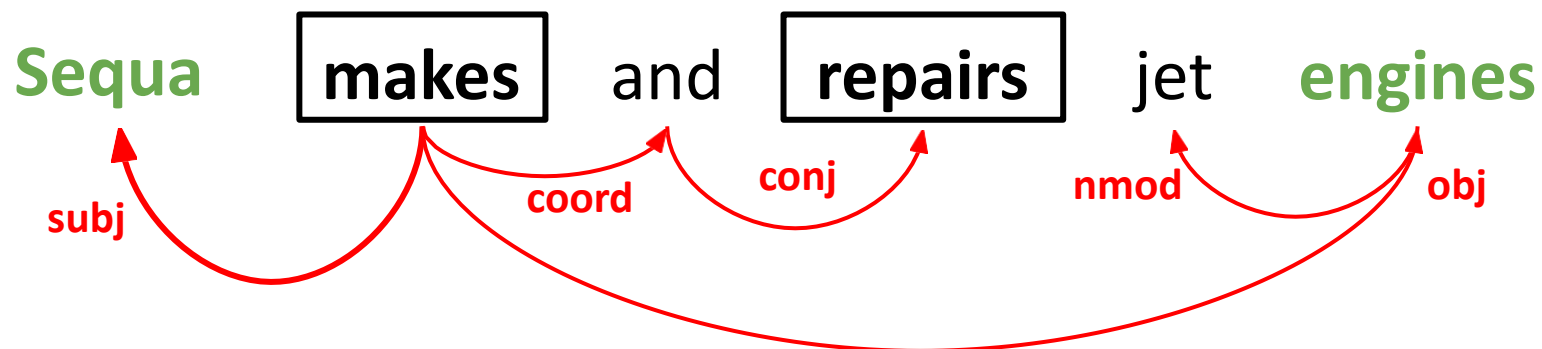 Sequa makes and repairs jet engines
subj coord conj nmod obj